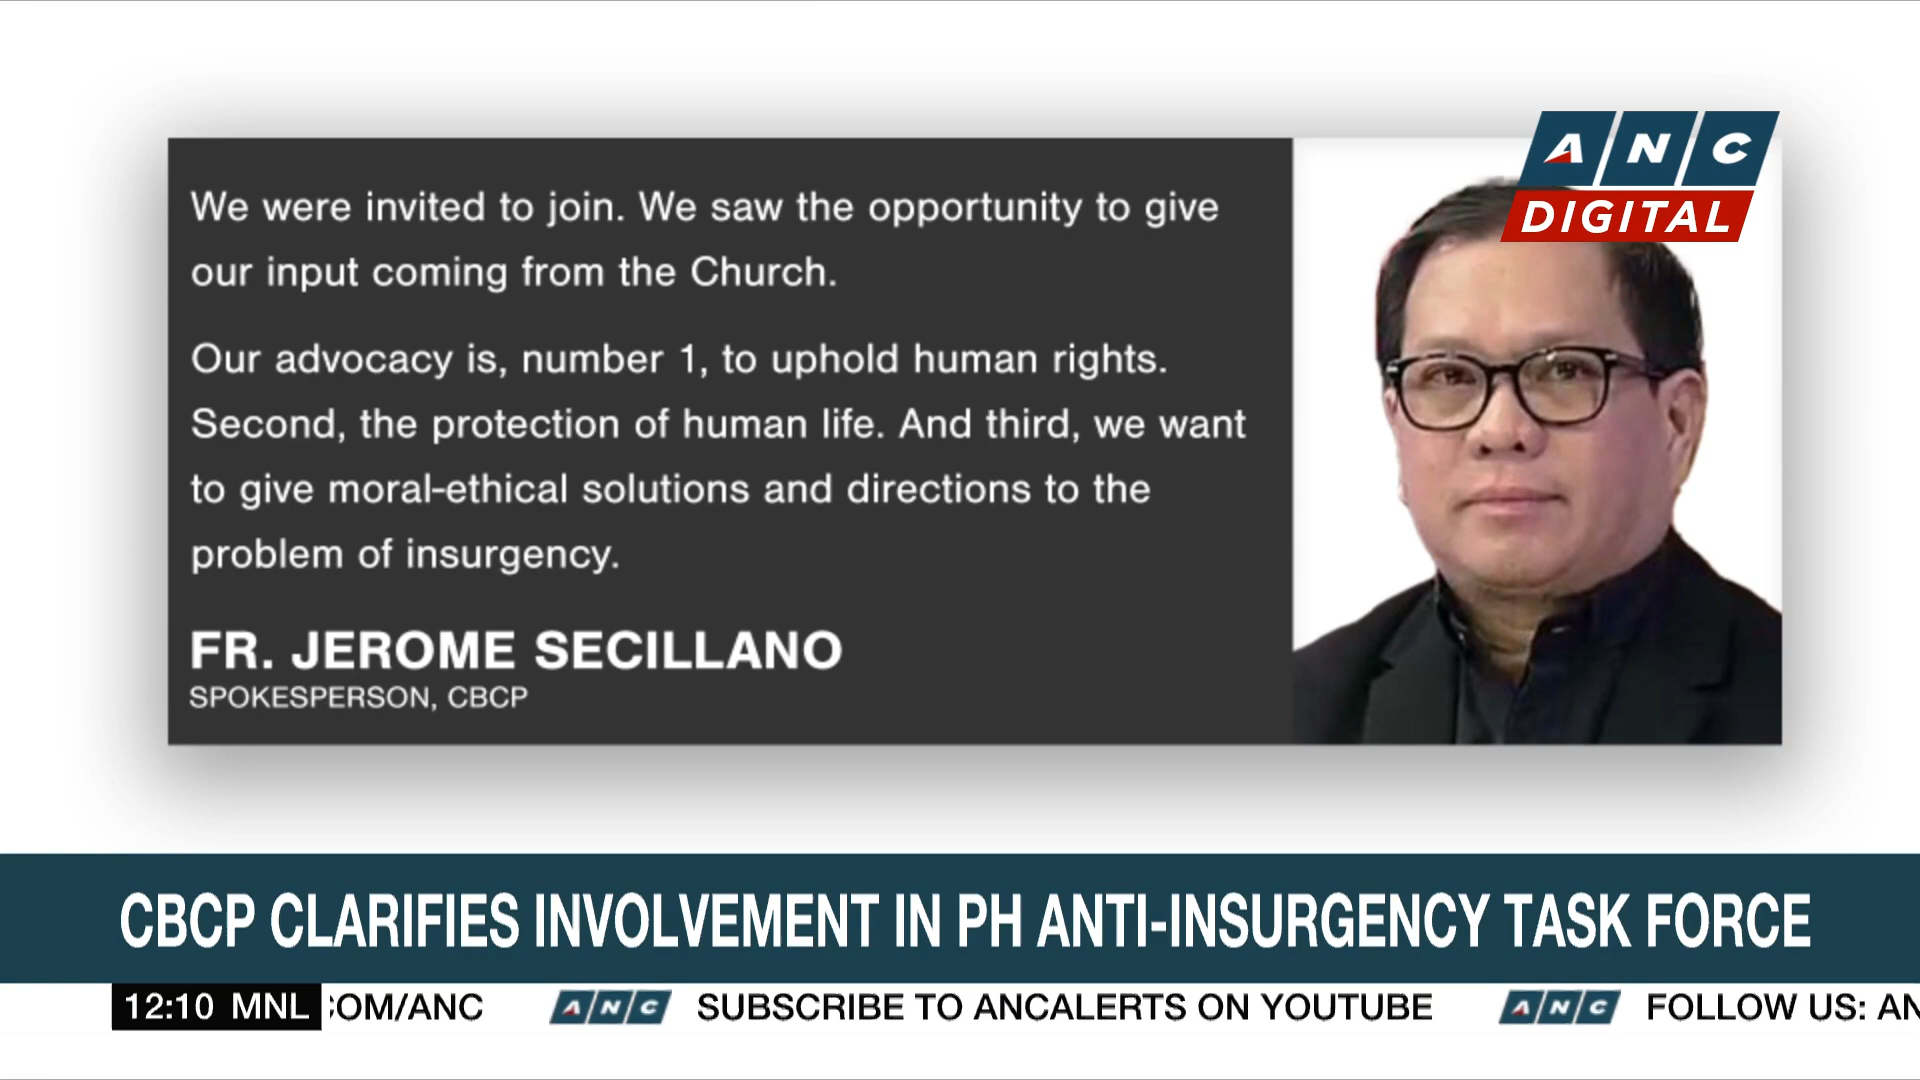 ANC
DIGITAL
We were invited to join. We saw the opportunity to give
our input coming from the Church.
Our advocacy is, number 1, to uphold human rights.
Second, the protection of human life. And third, we want
to give moral-ethical solutions and directions to the
problem of insurgency.
FR. JEROME SECILLANO
SPOKESPERSON, CBCP
CBCP CLARIFIES INVOLVEMENT IN PH ANTI-INSURGENCY TASK FORCE
12:10 MNL COM/ANC ANC SUBSCRIBE TO ANCALERTS ON YOUTUBE ANC FOLLOW US: AN